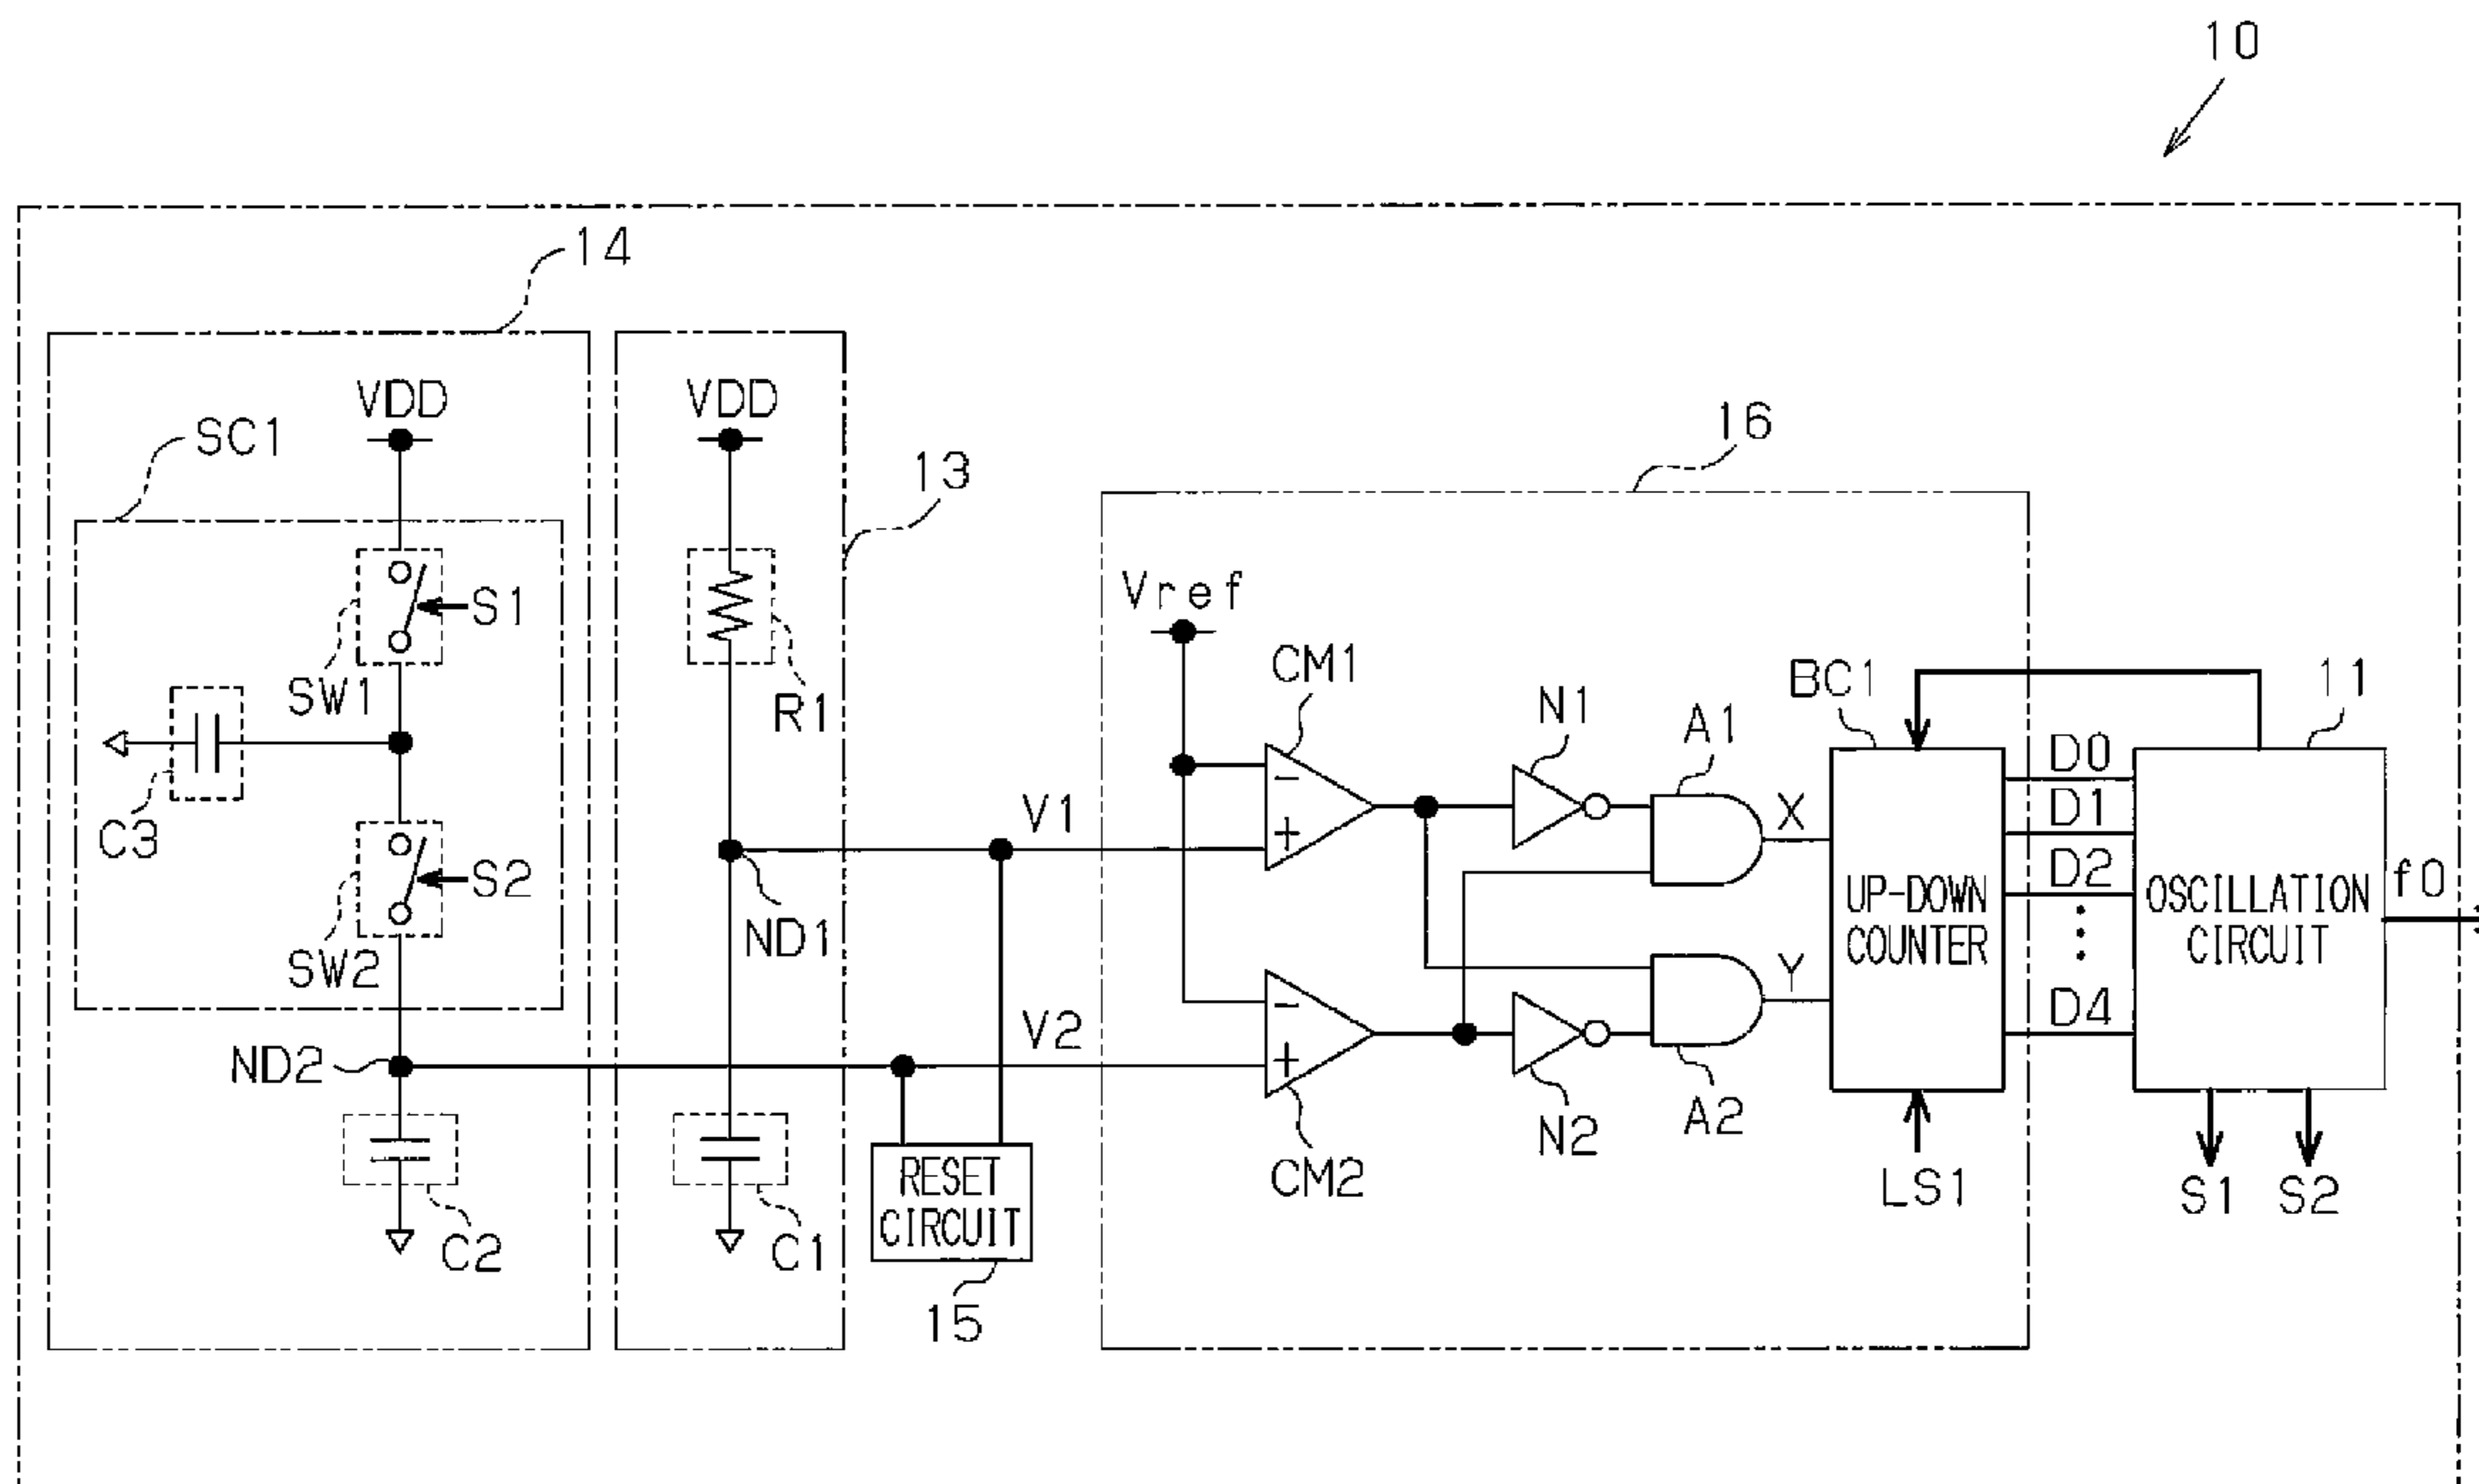 10
14
VDD
VDD
SC1
13
16
S1
Vref
SW1
R1
CM1
N1
A1
BC1
11
C3
V1
X
D0
D1
D2
D4
S2
ND1
UP-DOWN
COUNTER
OSCILLATION
CIRCUIT
f0
SW2
Y
ND2
V2
N2
A2
CM2
LS1
S1
S2
C2
C1
RESET
CIRCUIT
15